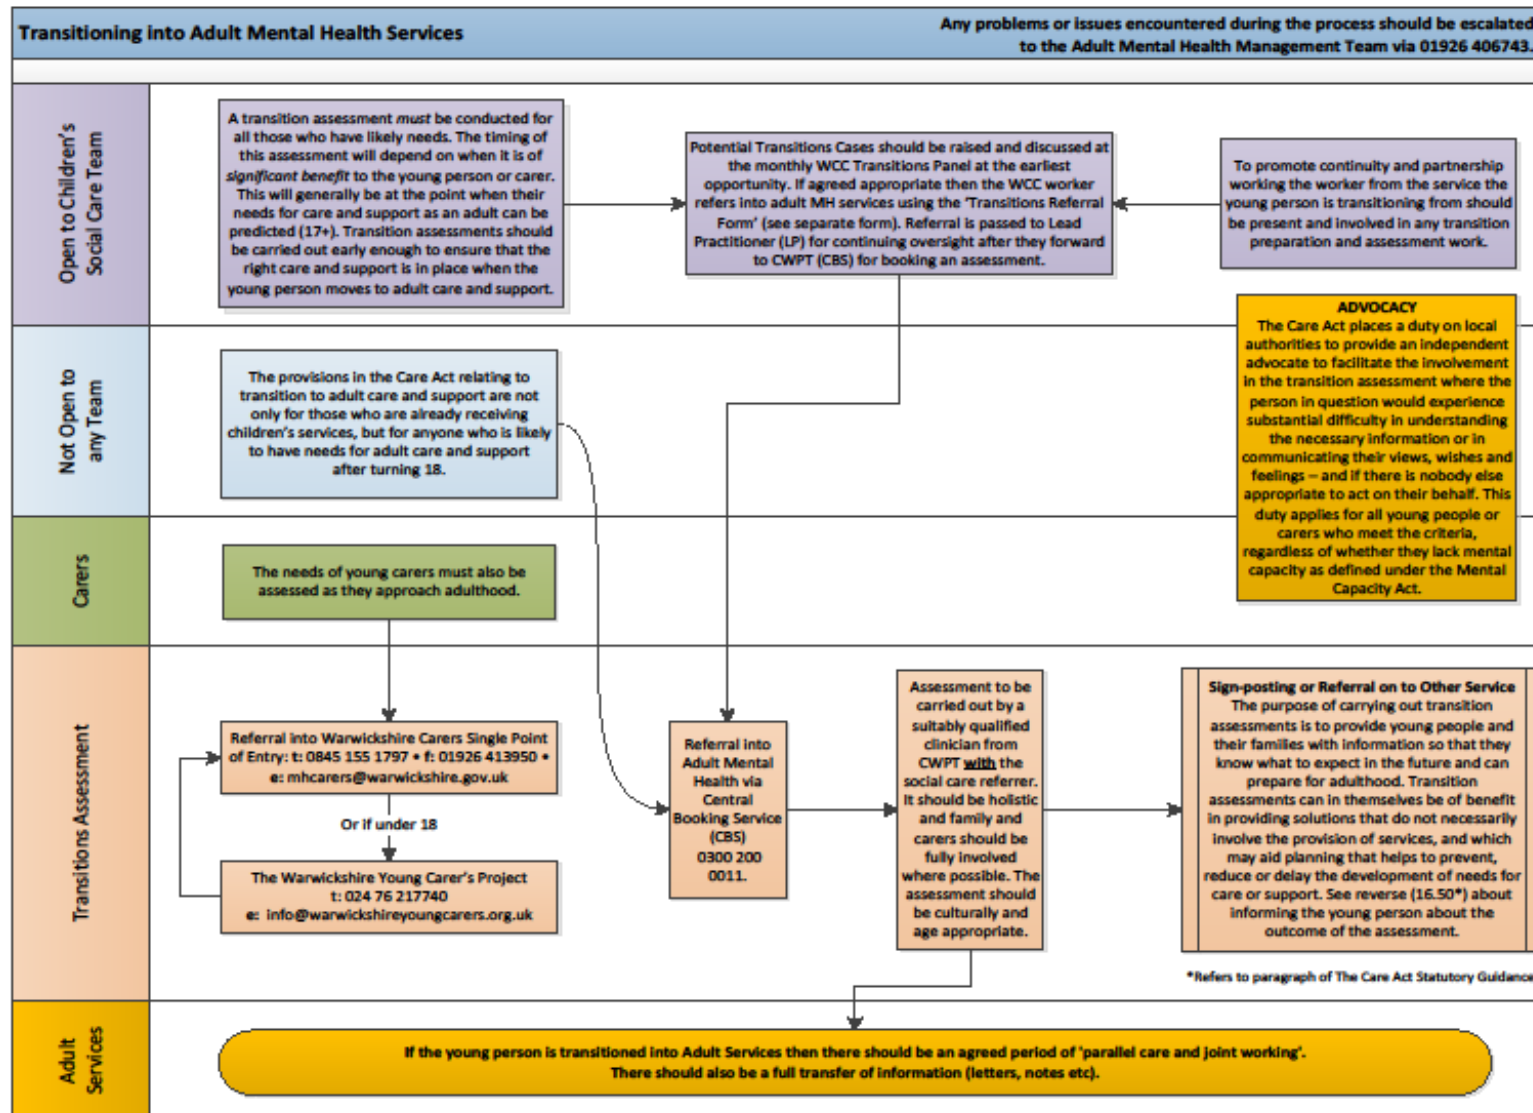 Transitioning into Adult Mental Health Services
Any problems or issues encountered during the process should be escalated
to the Adult Mental Health Management Team via 01926 406743.
Open to Children's
Social Care Team
A transition assessment must be conducted for
all those who have likely needs. The timing of
this assessment will depend on when it is of
significant benefit to the young person or carer.
This will generally be at the point when their
needs for care and support as an adult can be
predicted (17+). Transition assessments should
be carried out early enough to ensure that the
right care and support is in place when the
young person moves to adult care and support.
Potential Transitions Cases should be raised and discussed at
the monthly WCC Transitions Panel at the earliest
opportunity. If agreed appropriate then the WCC worker
refers into adult MH services using the 'Transitions Referral
Form' (see separate form). Referral is passed to Lead
Practitioner (LP) for continuing oversight after they forward
to CWPT (CBS) for booking an assessment.
To promote continuity and partnership
working the worker from the service the
young person is transitioning from should
be present and involved in any transition
preparation and assessment work.
ADVOCACY
The Care Act places a duty on local
authorities to provide an independent
advocate to facilitate the involvement
in the transition assessment where the
person in question would experience
substantial difficulty in understanding
the necessary information or in
communicating their views, wishes and
feelings – and if there is nobody else
appropriate to act on their behalf. This
duty applies for all young people or
carers who meet the criteria,
regardless of whether they lack mental
capacity as defined under the Mental
Capacity Act.
Not Open to
any Team
The provisions in the Care Act relating to
transition to adult care and support are not
only for those who are already receiving
children's services, but for anyone who is likely
to have needs for adult care and support
after turning 18.
Carers
The needs of young carers must also be
assessed as they approach adulthood.
Transitions Assessment
Referral into Warwickshire Carers Single Point
of Entry: t: 0845 155 1797 • f: 01926 413950 •
e: mhcarers@warwickshire.gov.uk
Or if under 18
The Warwickshire Young Carer's Project
t: 024 76 217740
e: info@warwickshireyoungcarers.org.uk
Referral into
Adult Mental
Health via
Central
Booking Service
(CBS)
0300 200
0011.
Assessment to be
carried out by a
suitably qualified
clinician from
CWPT with the
social care referrer.
It should be holistic
and family and
carers should be
fully involved
where possible. The
assessment should
be culturally and
age appropriate.
Sign-posting or Referral on to Other Service
The purpose of carrying out transition
assessments is to provide young people and
their families with information so that they
know what to expect in the future and can
prepare for adulthood. Transition
assessments can in themselves be of benefit
in providing solutions that do not necessarily
involve the provision of services, and which
may aid planning that helps to prevent,
reduce or delay the development of needs for
care or support. See reverse (16.50*) about
informing the young person about the
outcome of the assessment.
*Refers to paragraph of The Care Act Statutory Guidance
Adult
Services
If the young person is transitioned into Adult Services then there should be an agreed period of 'parallel care and joint working'.
There should also be a full transfer of information (letters, notes etc).